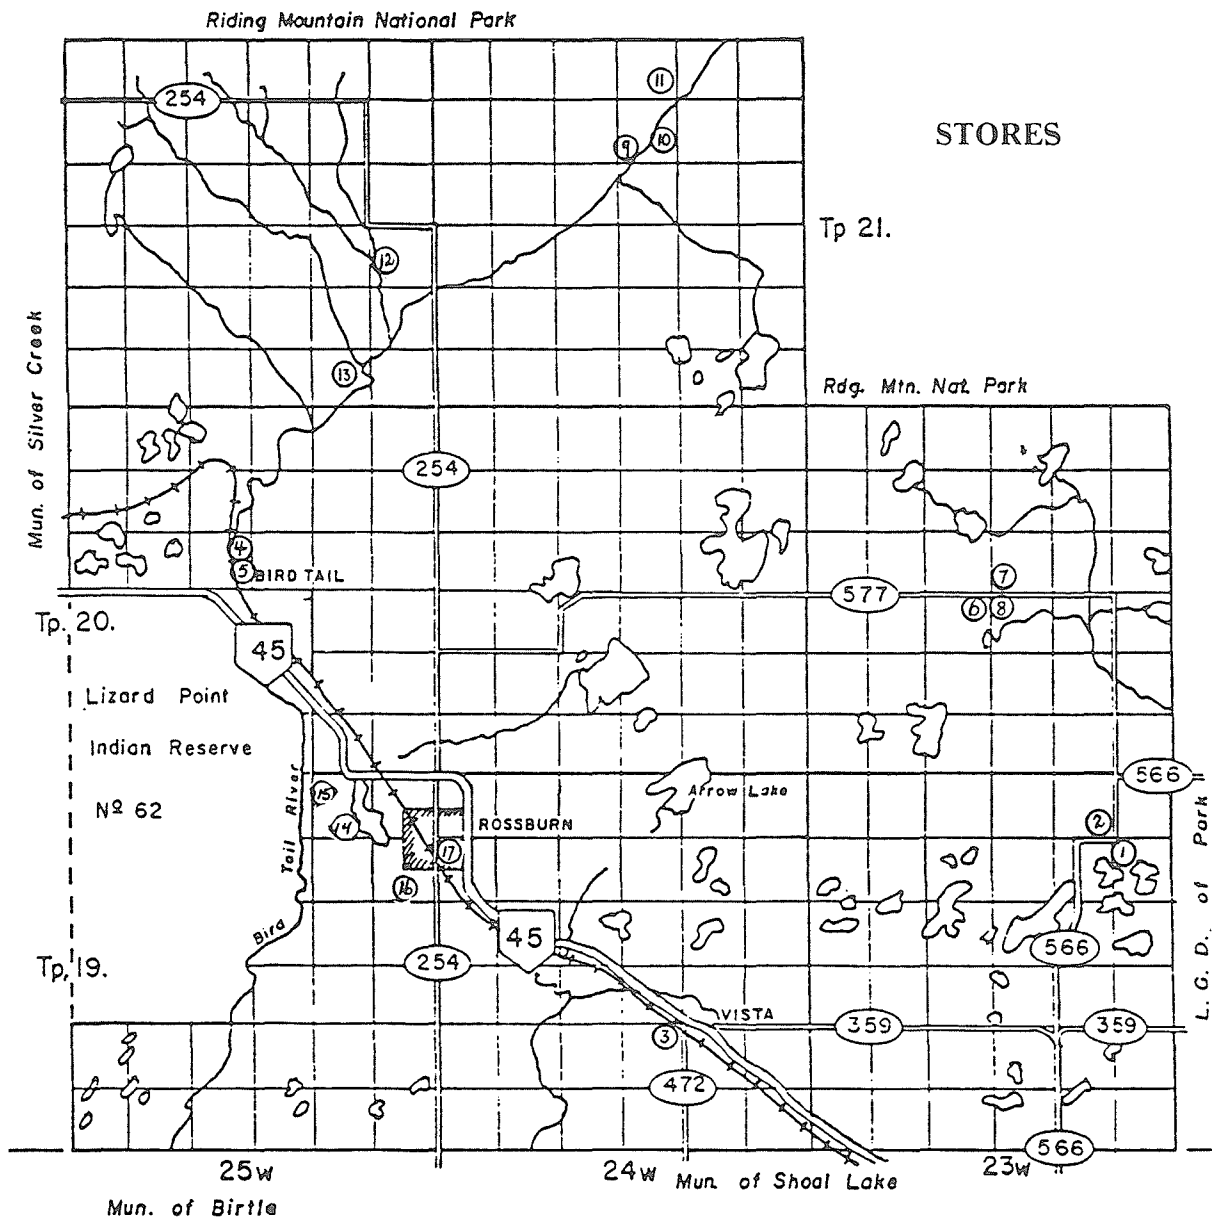 Riding Mountain National Park
11
254
STORES
9
10
Tp 21.
12
Mun. of Silver Creek
13
Rdg. Mtn. Nat. Park
254
4
5
BIRD TAIL
7
577
6
8
Tp. 20.
45
Lizard Point
Indian Reserve
Nº 62
566
Arrow Lake
15
14
ROSSBURN
2
17
1
16
Bird Tail River
L. G. D. of Park
45
566
Tp. 19.
254
VISTA
3
359
359
472
566
25W
24W
23W
Mun. of Shoal Lake
Mun. of Birtle